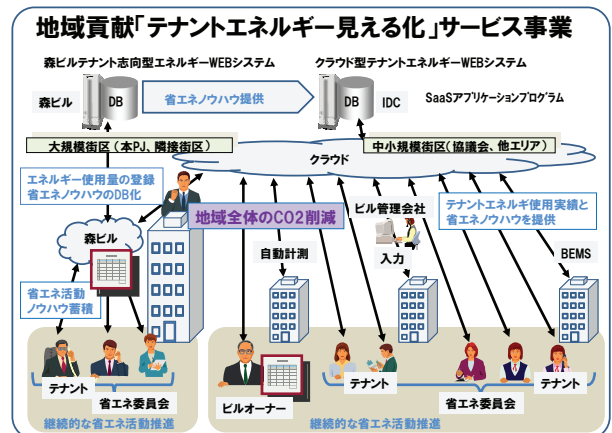 地域貢献「テナントエネルギー見える化」サービス事業
森ビルテナント志向型エネルギーWEBシステム
クラウド型テナントエネルギーWEBシステム
森ビル
DB
省エネノウハウ提供
DB
IDC
SaaSアプリケーションプログラム
大規模街区(本PJ、隣接街区)
クラウド
中小規模街区(協議会、他エリア)
エネルギー使用量の登録
省エネノウハウのDB化
地域全体のCO2削減
ビル管理会社
テナントエネルギ使用実績と
省エネノウハウを提供
森ビル
自動計測
入力
BEMS
省エネ活動
ノウハウ蓄積
テナント
省エネ委員会
継続的な省エネ活動推進
ビルオーナー
テナント
省エネ委員会
テナント
継続的な省エネ活動推進